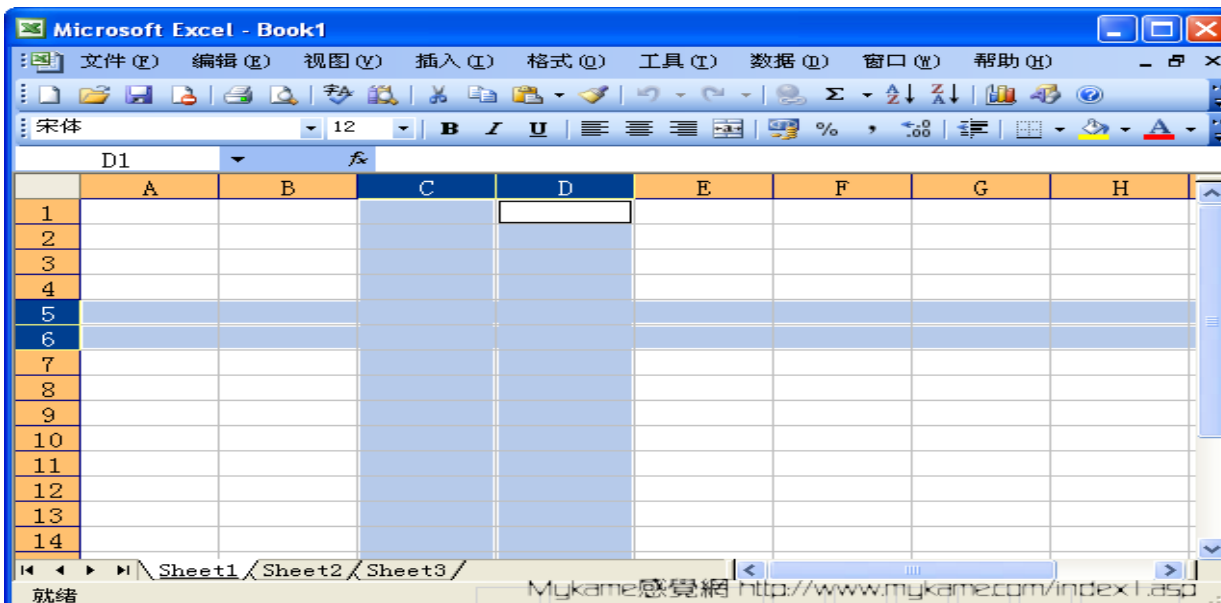 Microsoft Excel - Book1
文件(F) 编辑(E) 视图(V) 插入(I) 格式(O) 工具(T) 数据(D) 窗口(W) 帮助(H)
宋体 12 B I U % ,
D1 fx
A B C D E F G H
1
2
3
4
5
6
7
8
9
10
11
12
13
14
Sheet1 Sheet2 Sheet3
就绪
Mykame感覺網 http://www.mykame.com/index1.asp